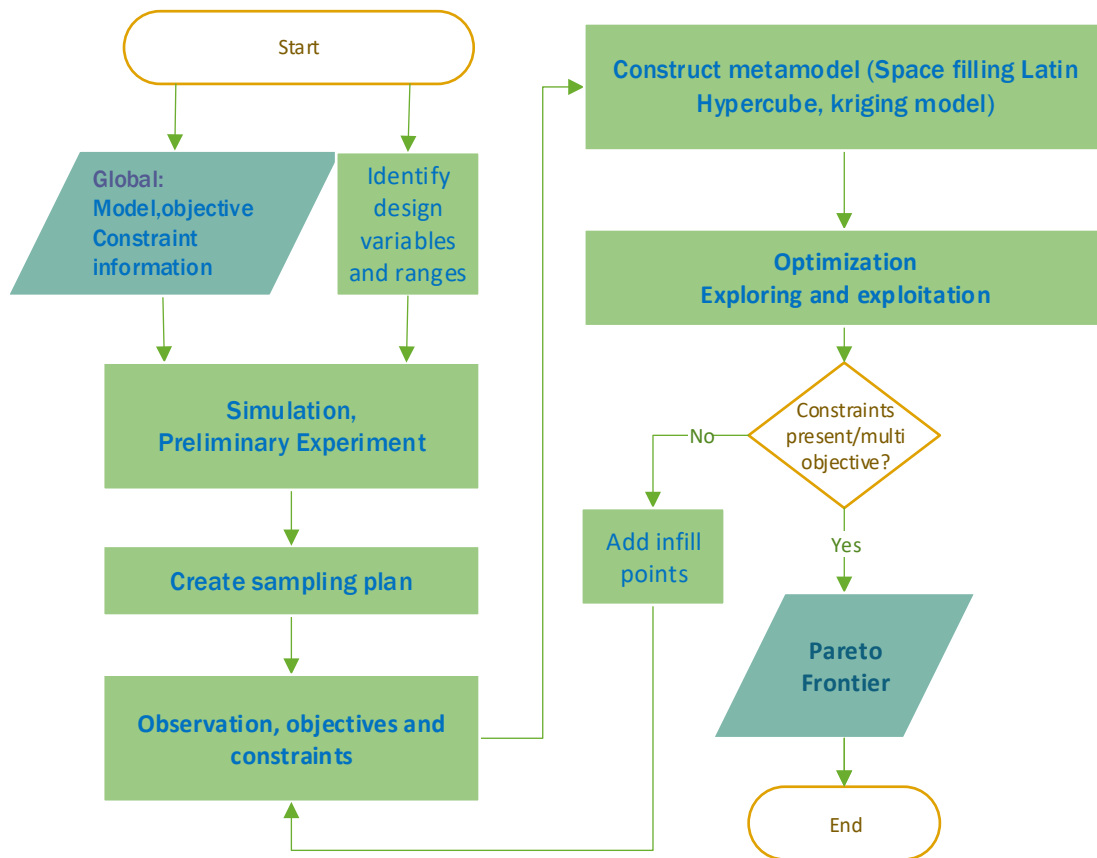 Start
Global:
Model,objective
Constraint
information
Identify
design
variables
and ranges
Simulation,
Preliminary Experiment
Create sampling plan
Observation, objectives and
constraints
Construct metamodel (Space filling Latin
Hypercube, kriging model)
Optimization
Exploring and exploitation
Constraints
present/multi
objective?
No
Add infill
points
Yes
Pareto
Frontier
End